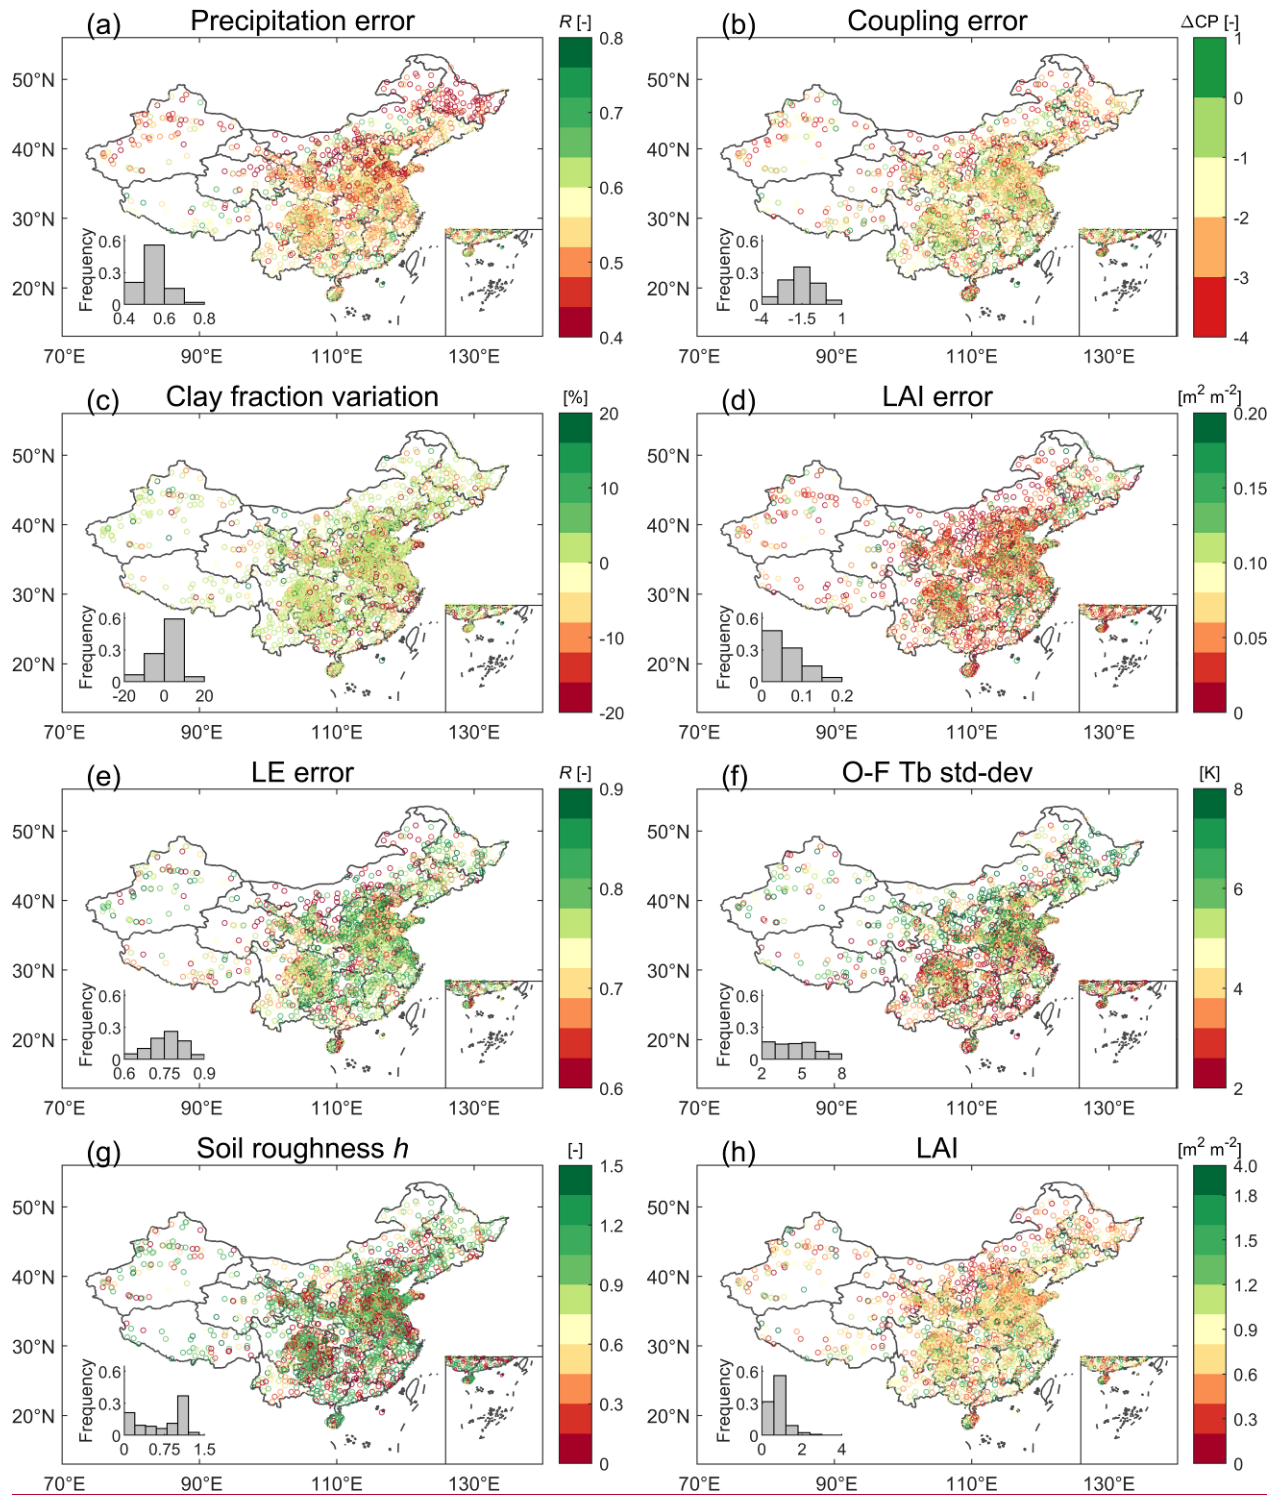 (a) Precipitation error R [-]
50°N
40°N
30°N
20°N
70°E 90°E 110°E 130°E
0.8
0.7
0.6
0.5
0.4
Frequency
0.6
0.3
0
0.4 0.6 0.8
(b) Coupling error ΔCP [-]
50°N
40°N
30°N
20°N
70°E 90°E 110°E 130°E
1
0
-1
-2
-3
-4
Frequency
0.6
0.3
0
-4 -1.5 1
(c) Clay fraction variation [%]
50°N
40°N
30°N
20°N
70°E 90°E 110°E 130°E
20
10
0
-10
-20
Frequency
0.6
0.3
0
-20 0 20
(d) LAI error [m² m⁻²]
50°N
40°N
30°N
20°N
70°E 90°E 110°E 130°E
0.20
0.15
0.10
0.05
0
Frequency
0.6
0.3
0
0 0.1 0.2
(e) LE error R [-]
50°N
40°N
30°N
20°N
70°E 90°E 110°E 130°E
0.9
0.8
0.7
0.6
Frequency
0.6
0.3
0
0.6 0.75 0.9
(f) O-F Tb std-dev [K]
50°N
40°N
30°N
20°N
70°E 90°E 110°E 130°E
8
6
4
2
Frequency
0.6
0.3
0
2 5 8
(g) Soil roughness h [-]
50°N
40°N
30°N
20°N
70°E 90°E 110°E 130°E
1.5
1.2
0.9
0.6
0.3
0
Frequency
0.6
0.3
0
0 0.75 1.5
(h) LAI [m² m⁻²]
50°N
40°N
30°N
20°N
70°E 90°E 110°E 130°E
4.0
1.8
1.5
1.2
0.9
0.6
0.3
0
Frequency
0.6
0.3
0
0 2 4